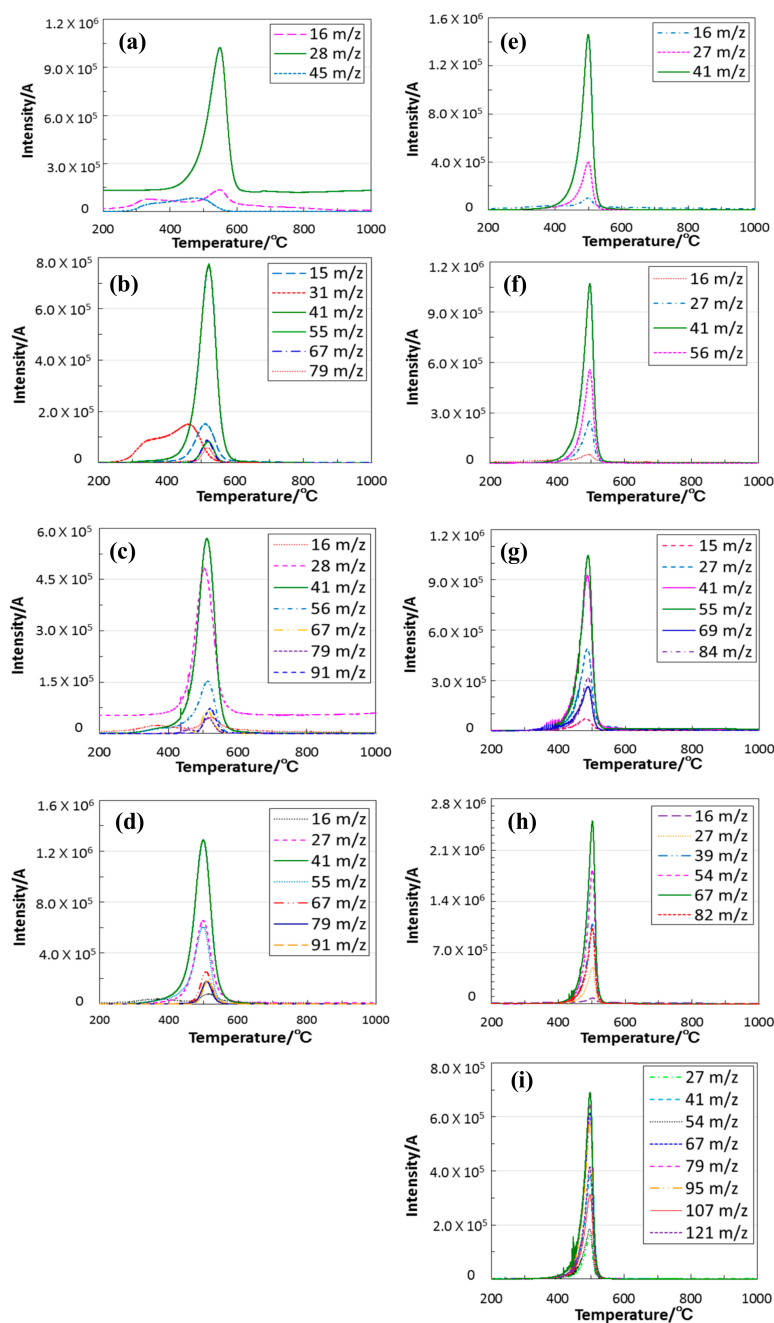 (a)
Intensity/A
1.2 X 10⁶
9.0 X 10⁵
6.0 X 10⁵
3.0 X 10⁵
0
16 m/z
28 m/z
45 m/z
200 400 600 800 1000
Temperature/°C
(b)
Intensity/A
8.0 X 10⁵
6.0 X 10⁵
4.0 X 10⁵
2.0 X 10⁵
0
15 m/z
31 m/z
41 m/z
55 m/z
67 m/z
79 m/z
200 400 600 800 1000
Temperature/°C
(c)
Intensity/A
6.0 X 10⁵
4.5 X 10⁵
3.0 X 10⁵
1.5 X 10⁵
0
16 m/z
28 m/z
41 m/z
56 m/z
67 m/z
79 m/z
91 m/z
200 400 600 800 1000
Temperature/°C
(d)
Intensity/A
1.6 X 10⁶
1.2 X 10⁶
8.0 X 10⁵
4.0 X 10⁵
0
16 m/z
27 m/z
41 m/z
55 m/z
67 m/z
79 m/z
91 m/z
200 400 600 800 1000
Temperature/°C
(e)
Intensity/A
1.6 X 10⁶
1.2 X 10⁶
8.0 X 10⁵
4.0 X 10⁵
0
16 m/z
27 m/z
41 m/z
200 400 600 800 1000
Temperature/°C
(f)
Intensity/A
1.2 X 10⁶
9.0 X 10⁵
6.0 X 10⁵
3.0 X 10⁵
0
16 m/z
27 m/z
41 m/z
56 m/z
200 400 600 800 1000
Temperature/°C
(g)
Intensity/A
1.2 X 10⁶
9.0 X 10⁵
6.0 X 10⁵
3.0 X 10⁵
0
15 m/z
27 m/z
41 m/z
55 m/z
69 m/z
84 m/z
200 400 600 800 1000
Temperature/°C
(h)
Intensity/A
2.8 X 10⁶
2.1 X 10⁶
1.4 X 10⁶
7.0 X 10⁵
0
16 m/z
27 m/z
39 m/z
54 m/z
67 m/z
82 m/z
200 400 600 800 1000
Temperature/°C
(i)
Intensity/A
8.0 X 10⁵
6.0 X 10⁵
4.0 X 10⁵
2.0 X 10⁵
0
27 m/z
41 m/z
54 m/z
67 m/z
79 m/z
95 m/z
107 m/z
121 m/z
200 400 600 800 1000
Temperature/°C